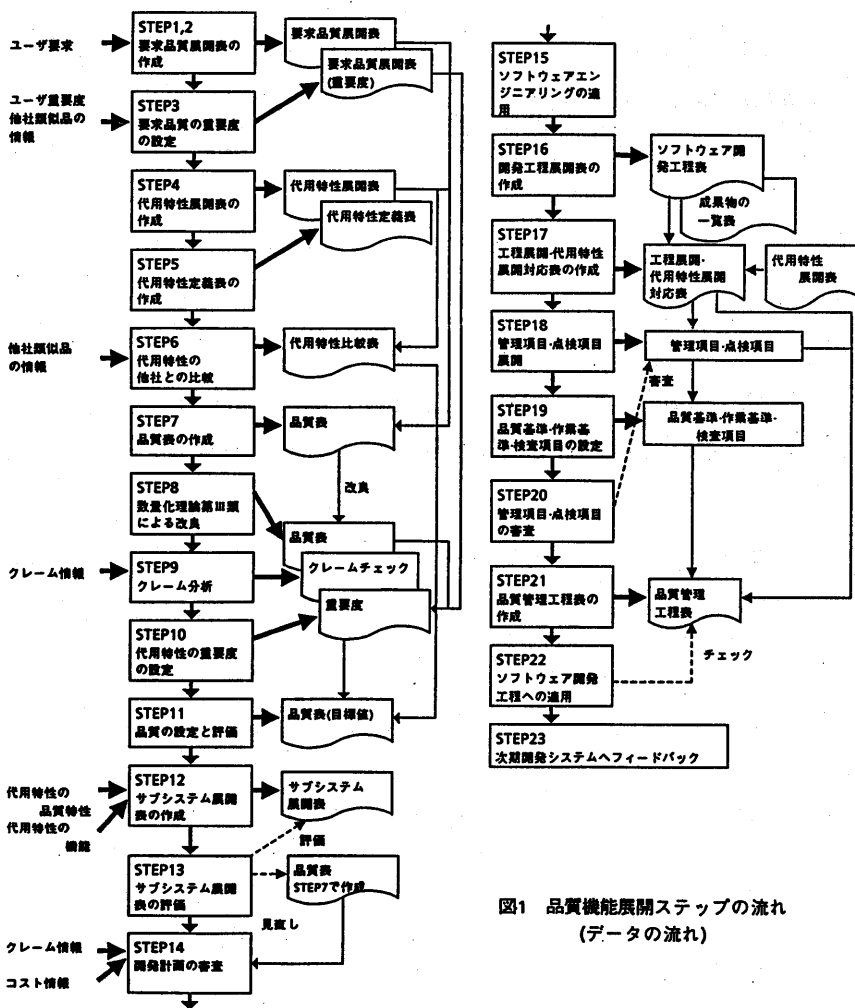 ユーザ要求
STEP1,2
要求品質展開表の
作成
要求品質展開表
要求品質展開表
(重要度)
ユーザ重要度
他社類似品の
情報
STEP3
要求品質の重要度
の設定
STEP4
代用特性展開表の
作成
代用特性展開表
代用特性定義表
STEP5
代用特性定義表の
作成
他社類似品
の情報
STEP6
代用特性の
他社との比較
代用特性比較表
STEP7
品質表の作成
品質表
改良
STEP8
数量化理論第III類
による改良
品質表
クレーム情報
STEP9
クレーム分析
クレームチェック
重要度
STEP10
代用特性の重要度
の設定
STEP11
品質の設定と評価
品質表(目標値)
代用特性の
品質特性
代用特性の
機能
STEP12
サブシステム展開
表の作成
サブシステム
展開表
評価
STEP13
サブシステム展開
表の評価
品質表
STEP7で作成
見直し
クレーム情報
コスト情報
STEP14
開発計画の審査
STEP15
ソフトウェアエン
ジニアリングの適
用
STEP16
開発工程展開表の
作成
ソフトウェア開
発工程表
成果物の
一覧表
STEP17
工程展開・代用特性
展開対応表の作成
工程展開・
代用特性展開
対応表
代用特性
展開表
STEP18
管理項目・点検項目
展開
管理項目・点検項目
審査
STEP19
品質基準・作業基
準・検査項目の設定
品質基準・作業基準・
検査項目
STEP20
管理項目・点検項目
の審査
STEP21
品質管理工程表の
作成
品質管理
工程表
チェック
STEP22
ソフトウェア開発
工程への適用
STEP23
次期開発システムへフィードバック
図1 品質機能展開ステップの流れ
(データの流れ)